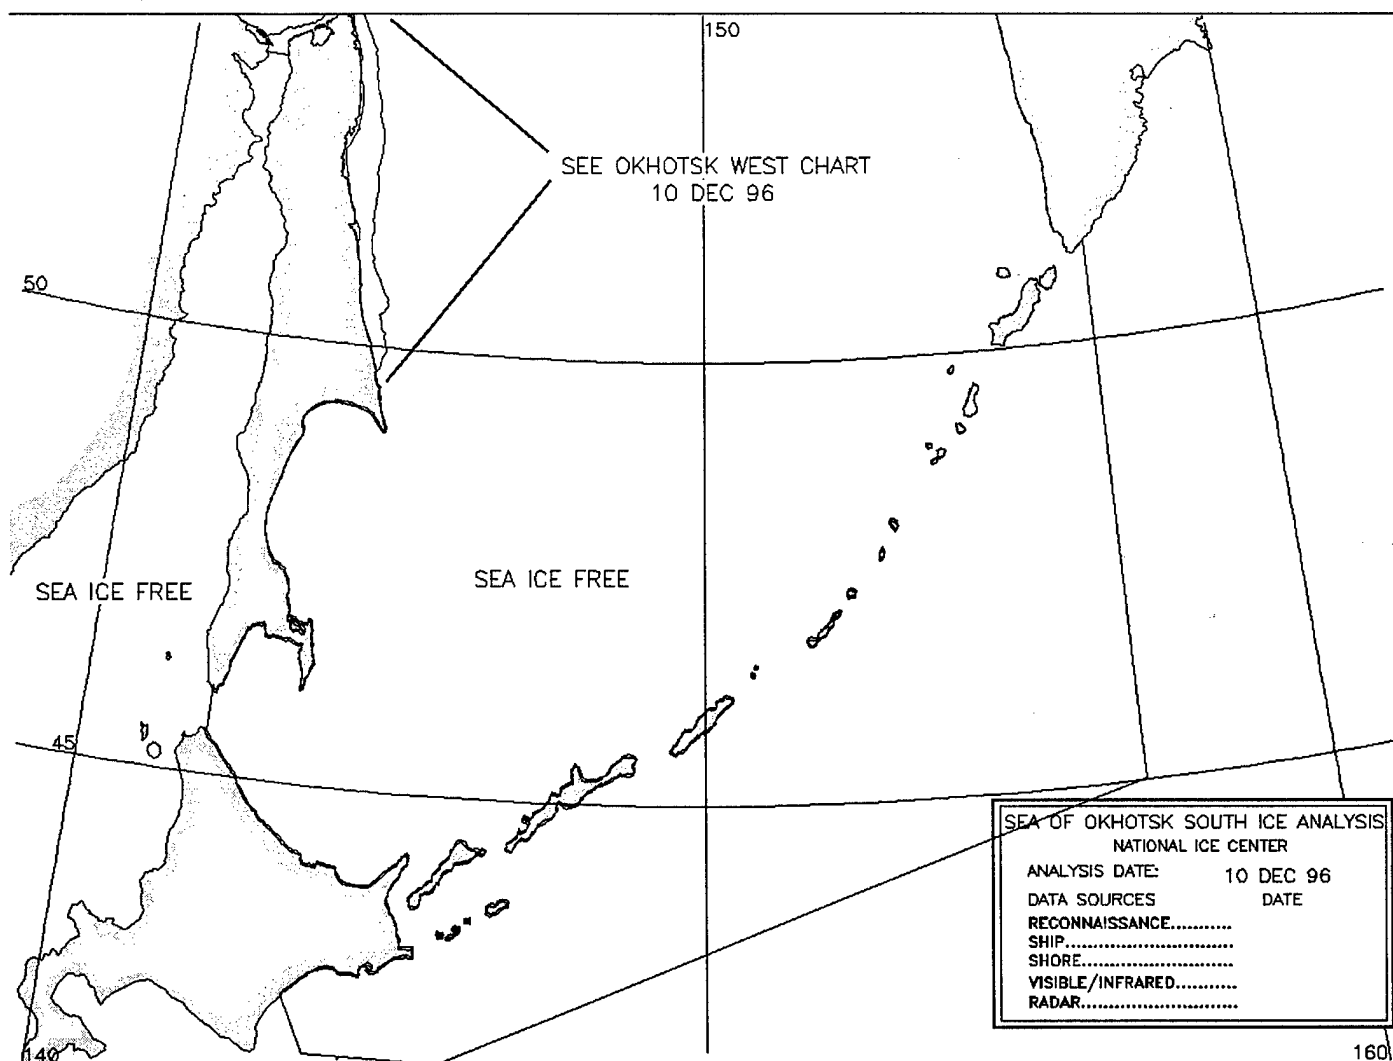 150
SEE OKHOTSK WEST CHART
10 DEC 96
50
SEA ICE FREE
SEA ICE FREE
45
SEA OF OKHOTSK SOUTH ICE ANALYSIS
NATIONAL ICE CENTER
ANALYSIS DATE: 10 DEC 96
DATA SOURCES DATE
RECONNAISSANCE...........
SHIP..............................
SHORE...........................
VISIBLE/INFRARED...........
RADAR............................
140
160